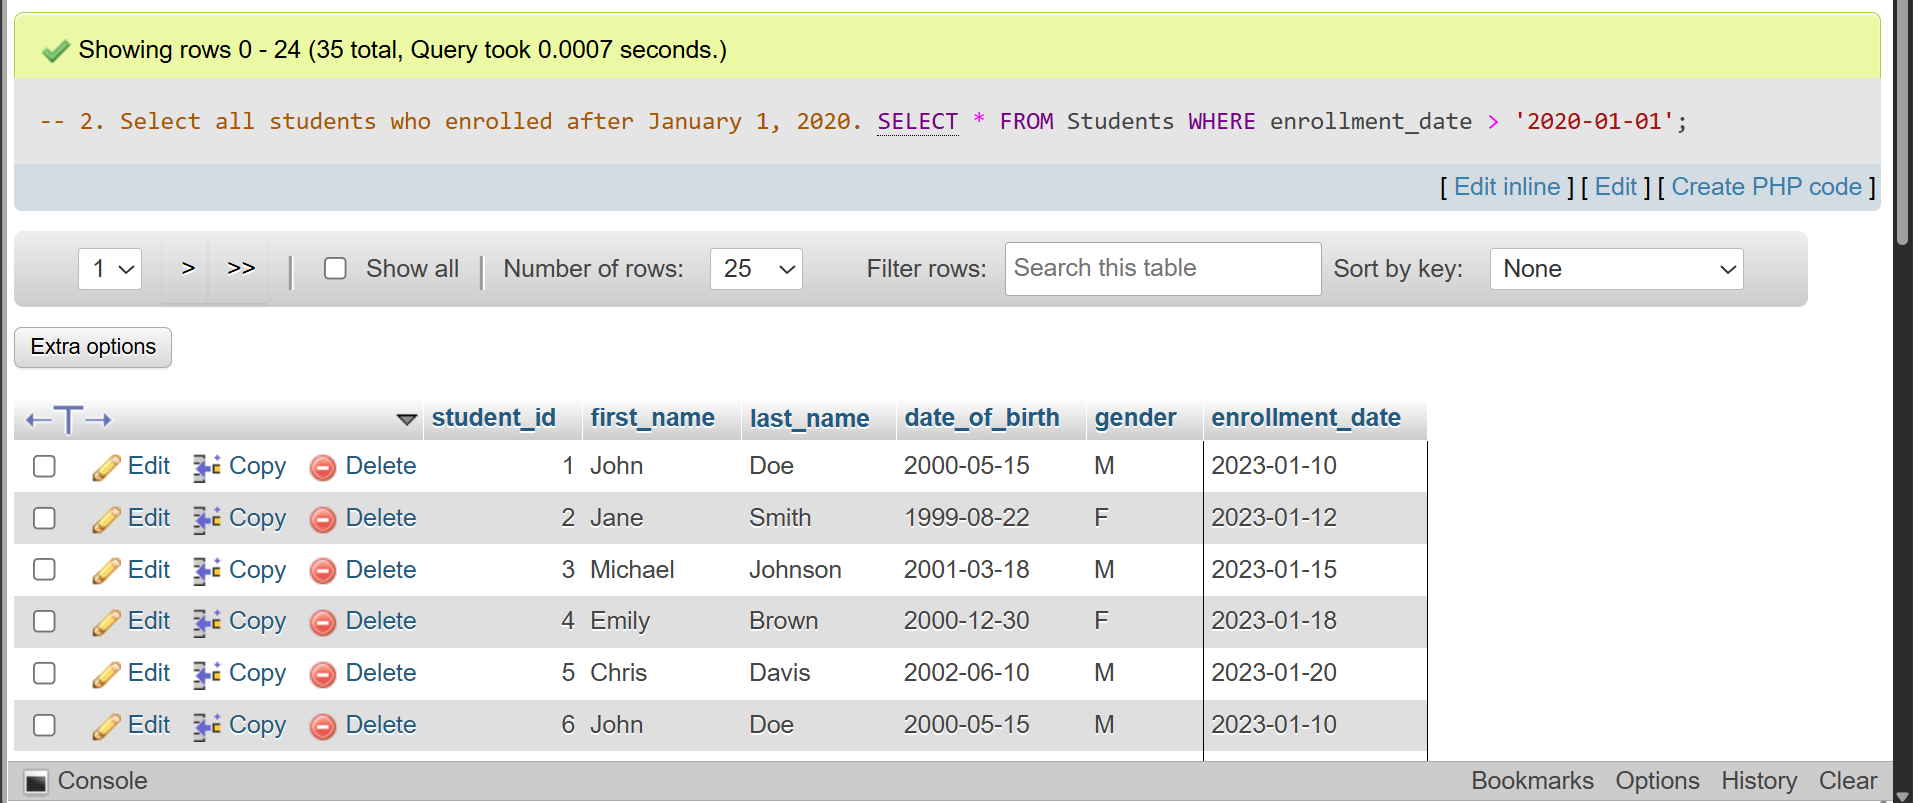 Showing rows 0 - 24 (35 total, Query took 0.0007 seconds.)
-- 2. Select all students who enrolled after January 1, 2020. SELECT * FROM Students WHERE enrollment_date > '2020-01-01';
[ Edit inline ] [ Edit ] [ Create PHP code ]
1 > >> | Show all | Number of rows: 25 Filter rows: Search this table Sort by key: None
Extra options
←T→ student_id first_name last_name date_of_birth gender enrollment_date
Edit Copy Delete 1 John Doe 2000-05-15 M 2023-01-10
Edit Copy Delete 2 Jane Smith 1999-08-22 F 2023-01-12
Edit Copy Delete 3 Michael Johnson 2001-03-18 M 2023-01-15
Edit Copy Delete 4 Emily Brown 2000-12-30 F 2023-01-18
Edit Copy Delete 5 Chris Davis 2002-06-10 M 2023-01-20
Edit Copy Delete 6 John Doe 2000-05-15 M 2023-01-10
Console Bookmarks Options History Clear